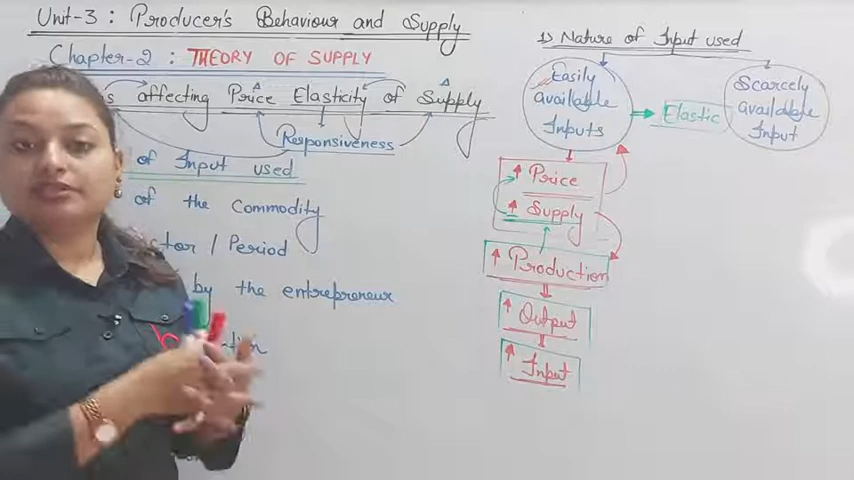 Unit-3 : Producer's Behaviour and Supply
Chapter-2 : THEORY OF SUPPLY
affecting Price Elasticity of Supply
Responsiveness
of Input used
of the Commodity
/ Period
by the entrepreneur
1) Nature of Input used
Easily
available
Inputs
Elastic
Scarcely
available
Input
↑ Price
↑ Supply
↑ Production
↑ Output
↑ Input